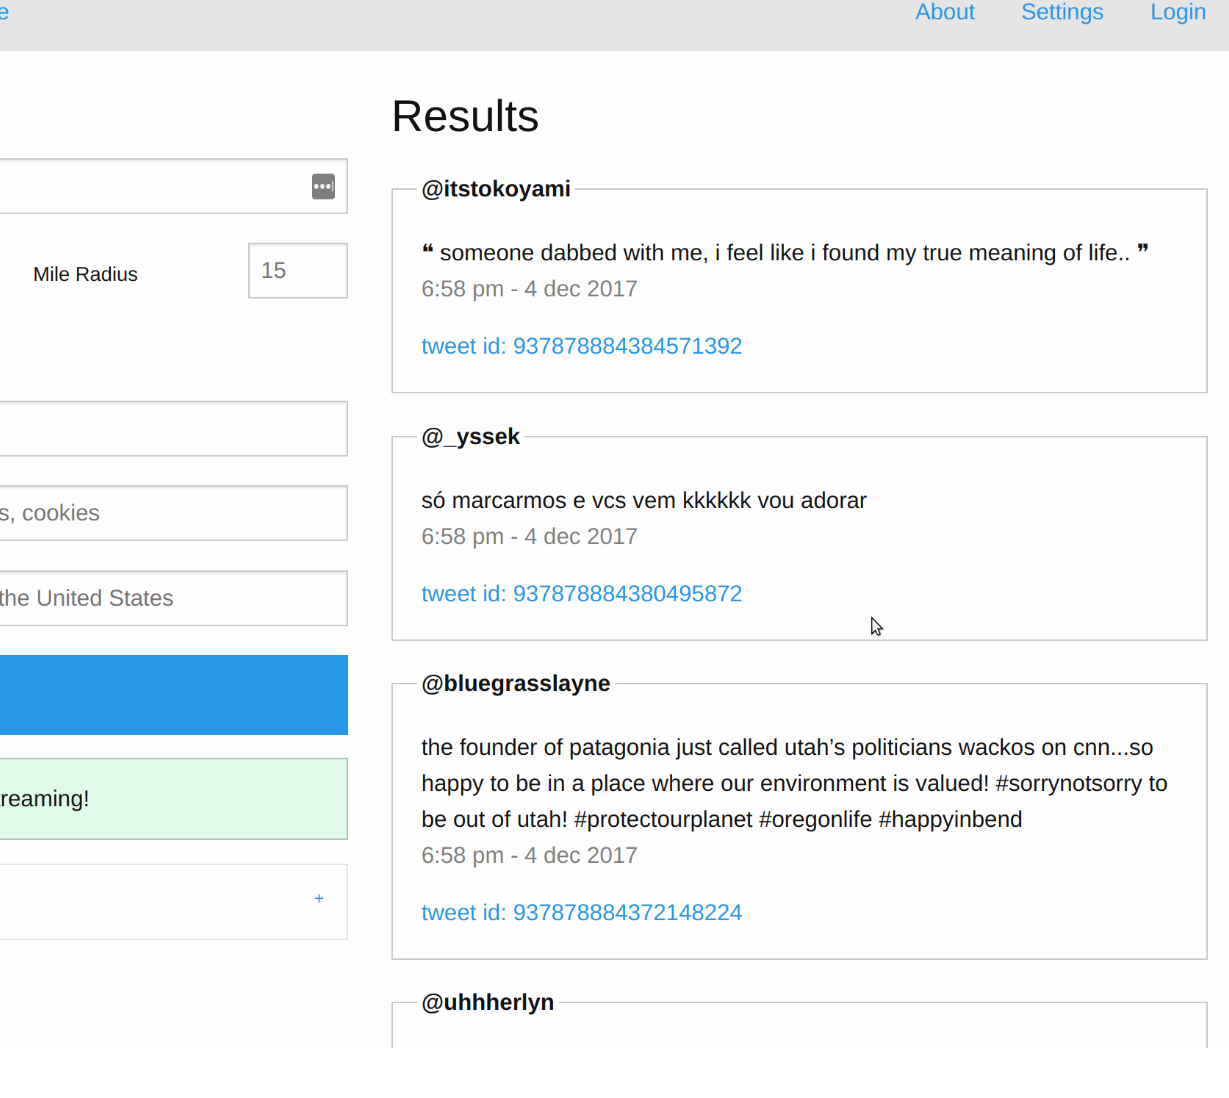 e
About Settings Login
Results
@itstokoyami
❝ someone dabbed with me, i feel like i found my true meaning of life.. ❞
6:58 pm - 4 dec 2017
tweet id: 937878884384571392
Mile Radius
15
@_yssek
só marcarmos e vcs vem kkkkkk vou adorar
6:58 pm - 4 dec 2017
tweet id: 937878884380495872
s, cookies
the United States
@bluegrasslayne
the founder of patagonia just called utah’s politicians wackos on cnn...so
happy to be in a place where our environment is valued! #sorrynotsorry to
be out of utah! #protectourplanet #oregonlife #happyinbend
6:58 pm - 4 dec 2017
tweet id: 937878884372148224
reaming!
+
@uhhherlyn